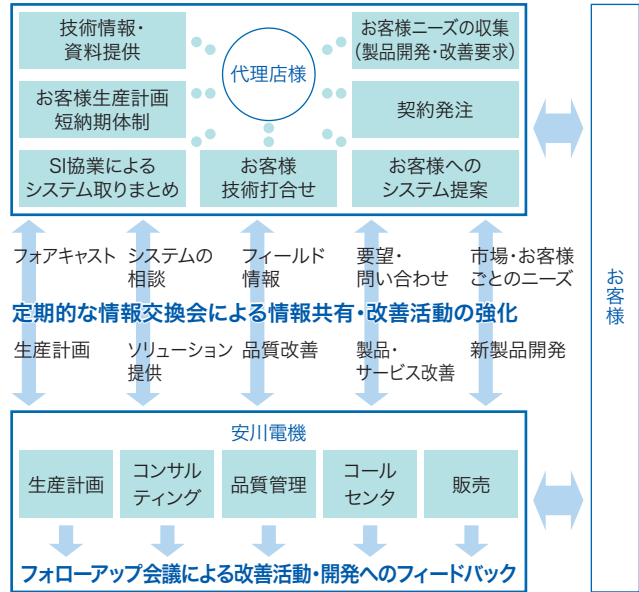 技術情報・
資料提供
代理店様
お客様ニーズの収集
(製品開発・改善要求)
お客様生産計画
短納期体制
契約発注
SI協業による
システム取りまとめ
お客様
技術打合せ
お客様への
システム提案
フォアキャスト
システムの
相談
フィールド
情報
要望・
問い合わせ
市場・お客様
ごとのニーズ
定期的な情報交換会による情報共有・改善活動の強化
生産計画
ソリューション
提供
品質改善
製品・
サービス改善
新製品開発
安川電機
生産計画
コンサル
ティング
品質管理
コール
センタ
販売
フォローアップ会議による改善活動・開発へのフィードバック
お客様